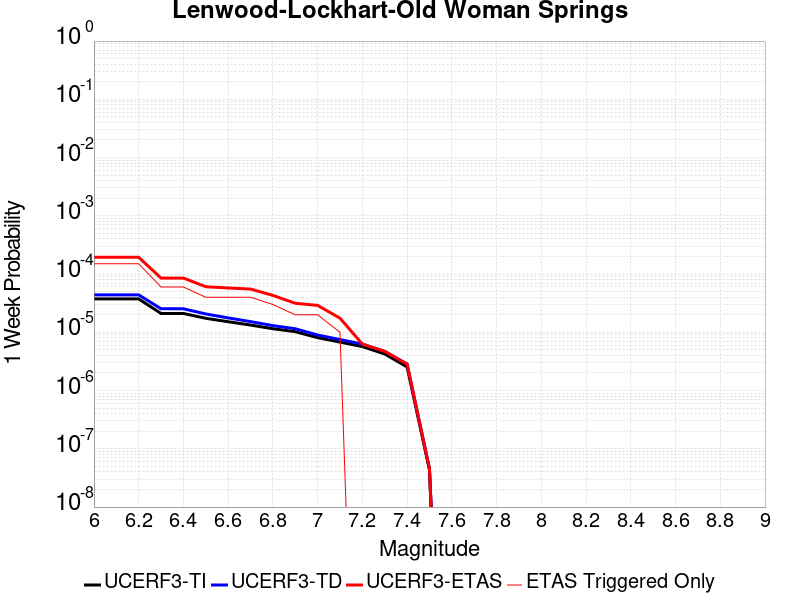 Lenwood-Lockhart-Old Woman Springs
10^0
10^-1
10^-2
10^-3
10^-4
10^-5
10^-6
10^-7
10^-8
1 Week Probability
6 6.2 6.4 6.6 6.8 7 7.2 7.4 7.6 7.8 8 8.2 8.4 8.6 8.8 9
Magnitude
UCERF3-TI UCERF3-TD UCERF3-ETAS ETAS Triggered Only